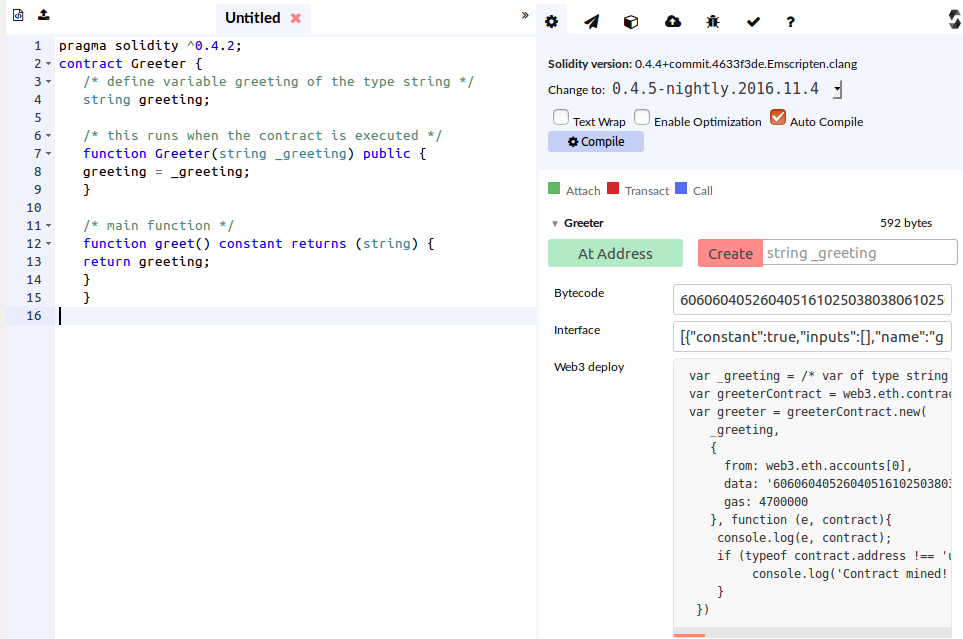 Untitled
»
?
1 pragma solidity ^0.4.2;
2 contract Greeter {
3 /* define variable greeting of the type string */
4 string greeting;
5
6 /* this runs when the contract is executed */
7 function Greeter(string _greeting) public {
8 greeting = _greeting;
9 }
10
11 /* main function */
12 function greet() constant returns (string) {
13 return greeting;
14 }
15 }
16
Solidity version: 0.4.4+commit.4633f3de.Emscripten.clang
Change to: 0.4.5-nightly.2016.11.4
Text Wrap Enable Optimization Auto Compile
Compile
Attach Transact Call
Greeter 592 bytes
At Address Create string _greeting
Bytecode 6060604052604051610250380380610250
Interface [{"constant":true,"inputs":[],"name":"g
Web3 deploy
var _greeting = /* var of type string
var greeterContract = web3.eth.contrac
var greeter = greeterContract.new(
_greeting,
{
from: web3.eth.accounts[0],
data: '60606040526040516102503803
gas: 4700000
}, function (e, contract){
console.log(e, contract);
if (typeof contract.address !== 'u
console.log('Contract mined!
}
})